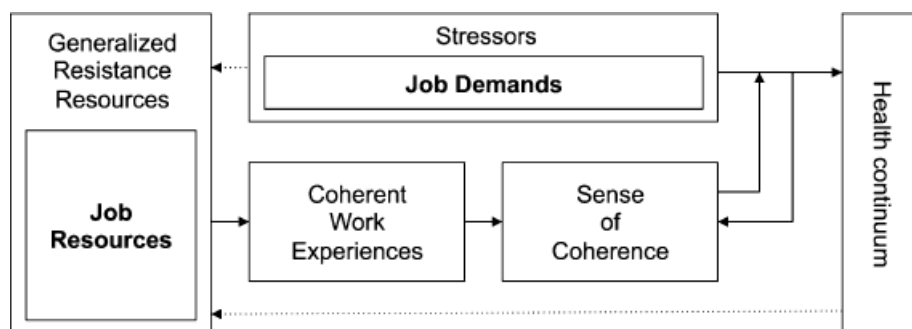 Generalized
Resistance
Resources
Job
Resources
Stressors
Job Demands
Coherent
Work
Experiences
Sense
of
Coherence
Health continuum